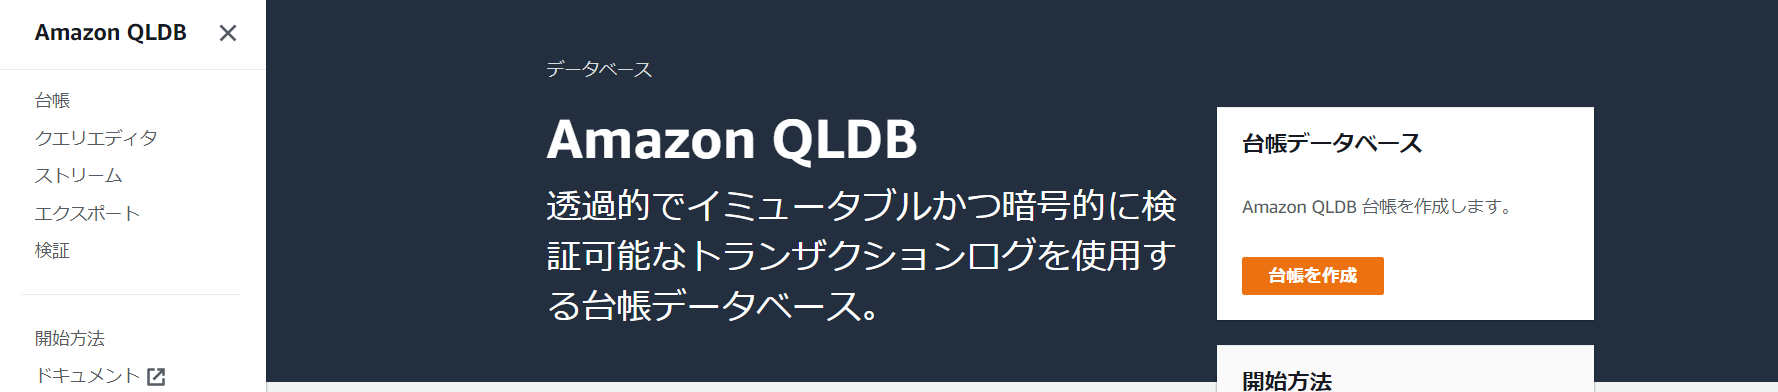 Amazon QLDB
台帳
クエリエディタ
ストリーム
エクスポート
検証
開始方法
ドキュメント
データベース
Amazon QLDB
透過的でイミュータブルかつ暗号的に検
証可能なトランザクションログを使用す
る台帳データベース。
台帳データベース
Amazon QLDB 台帳を作成します。
台帳を作成
開始方法